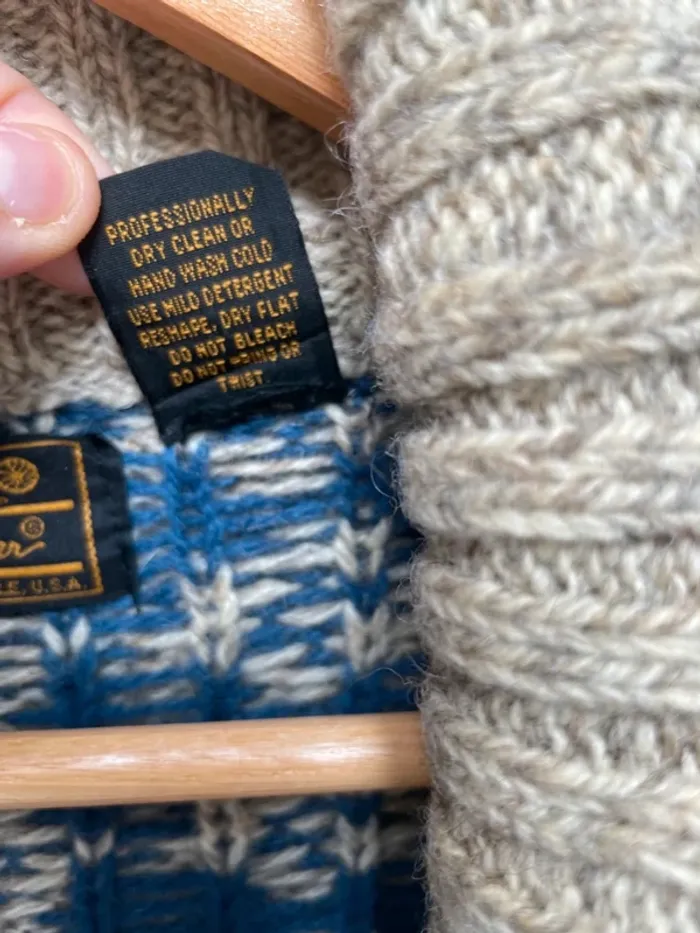 PROFESSIONALLY
DRY CLEAN OR
HAND WASH COLD
USE MILD DETERGENT
RESHAPE, DRY FLAT
DO NOT BLEACH
DO NOT WRING OR
TWIST.
er®
U.S.A.